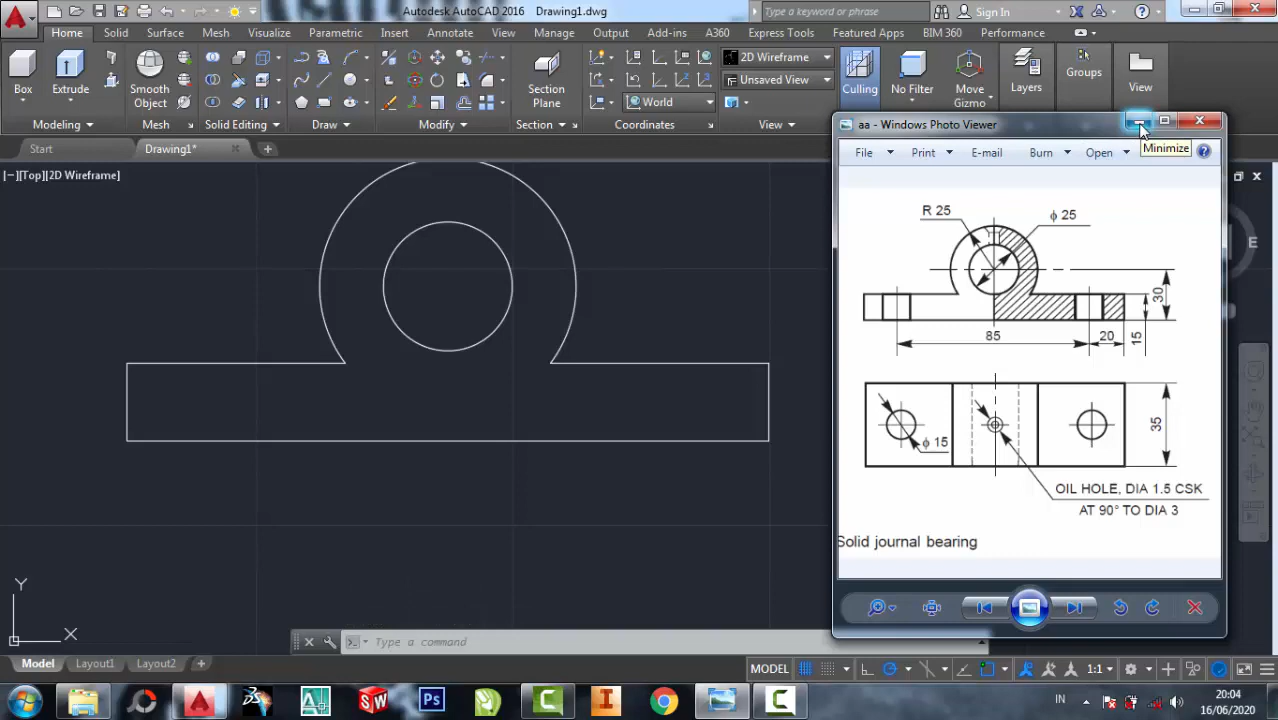 Autodesk AutoCAD 2016 Drawing1.dwg
Type a keyword or phrase
Sign In
Home Solid Surface Mesh Visualize Parametric Insert Annotate View Manage Output Add-ins A360 Express Tools Featured Apps BIM 360 Performance
Box Extrude Smooth Object Section Plane
2D Wireframe
Unsaved View
World
Culling No Filter Move Gizmo Layers Groups View
Modeling Mesh Solid Editing Draw Modify Section Coordinates View
Start Drawing1*
[−][Top][2D Wireframe]
aa - Windows Photo Viewer
Minimize
File Print E-mail Burn Open
R 25
ϕ 25
30
85
20
15
ϕ 15
35
OIL HOLE, DIA 1.5 CSK
AT 90° TO DIA 3
Solid journal bearing
E
Y
X
Type a command
Model Layout1 Layout2
MODEL
1:1
SW
Ps
IN
20:04
16/06/2020